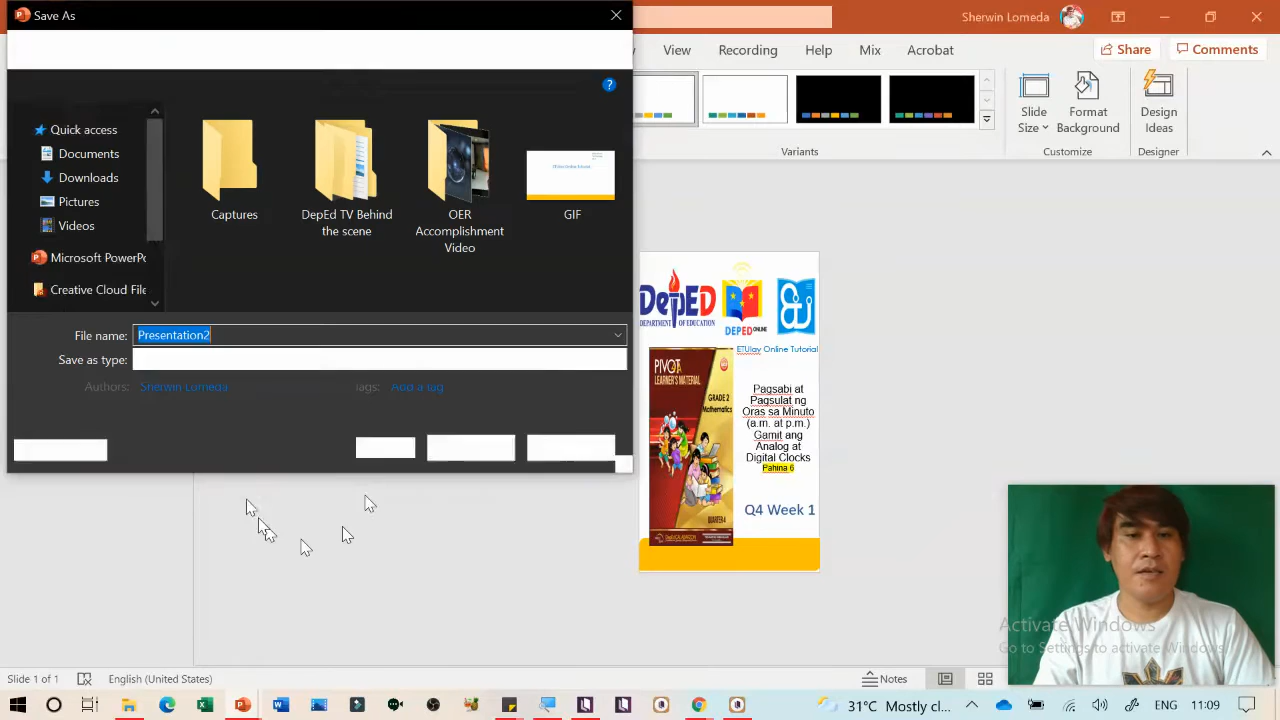 Save As
Quick access
Documents
Downloads
Pictures
Videos
Microsoft PowerPo
Creative Cloud File
Captures
DepEd TV Behind
the scene
OER
Accomplishment
Video
GIF
File name: Presentation2
Save as type:
Authors: Sherwin Lomeda
Tags: Add a tag
Sherwin Lomeda
View
Recording
Help
Mix
Acrobat
Share
Comments
Variants
Slide
Size
Format
Background
Customize
Design
Ideas
Designer
DepED
DEPARTMENT OF EDUCATION
DEPED ONLINE
ETUlay Online Tutorial
PIVOT 4A
LEARNER'S MATERIAL
GRADE 2
Mathematics
QUARTER 4
Pagsabi at
Pagsulat ng
Oras sa Minuto
(a.m. at p.m.)
Gamit ang
Analog at
Digital Clocks
Pahina 6
Q4 Week 1
Activate Windows
Go to Settings to activate Windows.
Slide 1 of 1
English (United States)
Notes
31°C Mostly cl...
ENG
11:09